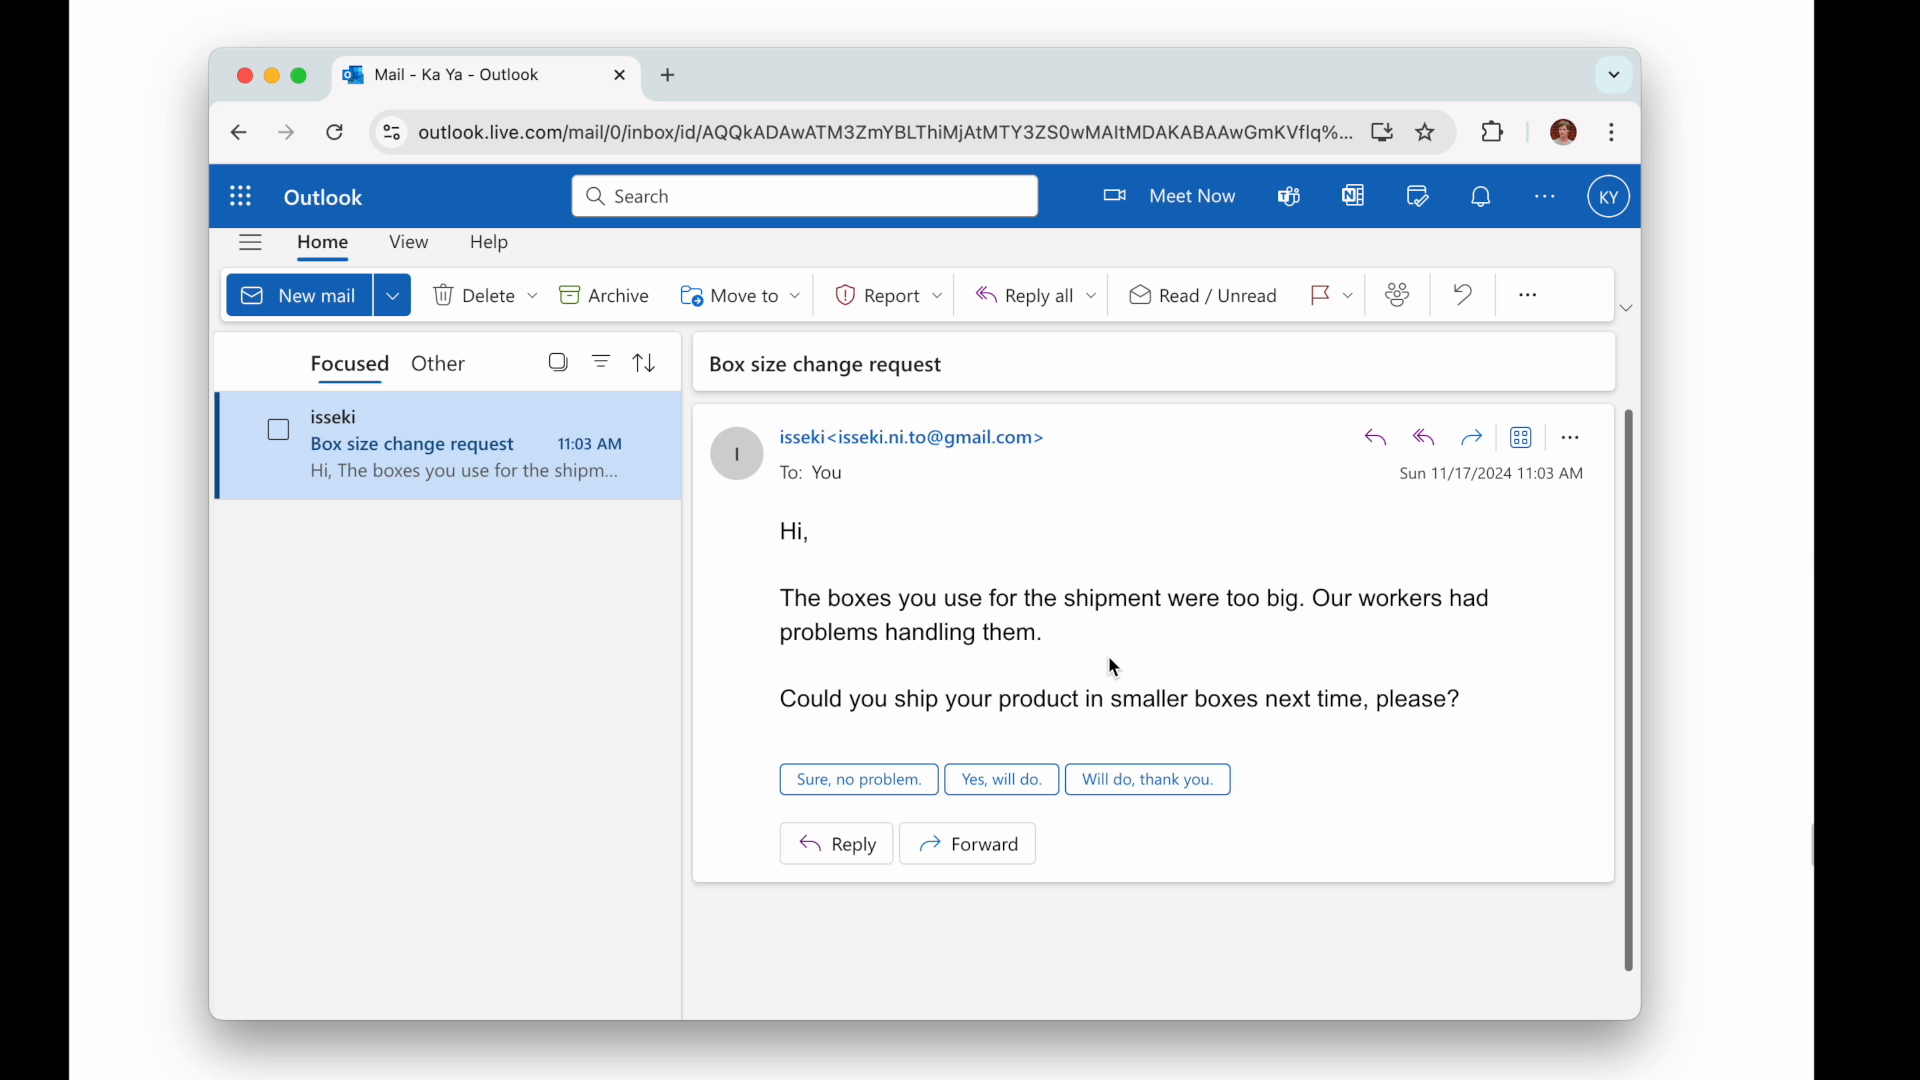 Mail - Ka Ya - Outlook
outlook.live.com/mail/0/inbox/id/AQQkADAwATM3ZmYBLThiMjAtMTY3ZS0wMAItMDAKABAAwGmKVflq%...
Outlook
Search
Meet Now
KY
Home View Help
New mail Delete Archive Move to Report Reply all Read / Unread
Focused Other
isseki
Box size change request 11:03 AM
Hi, The boxes you use for the shipm...
Box size change request
I
isseki<isseki.ni.to@gmail.com>
To: You
Sun 11/17/2024 11:03 AM
Hi,
The boxes you use for the shipment were too big. Our workers had
problems handling them.
Could you ship your product in smaller boxes next time, please?
Sure, no problem. Yes, will do. Will do, thank you.
Reply Forward